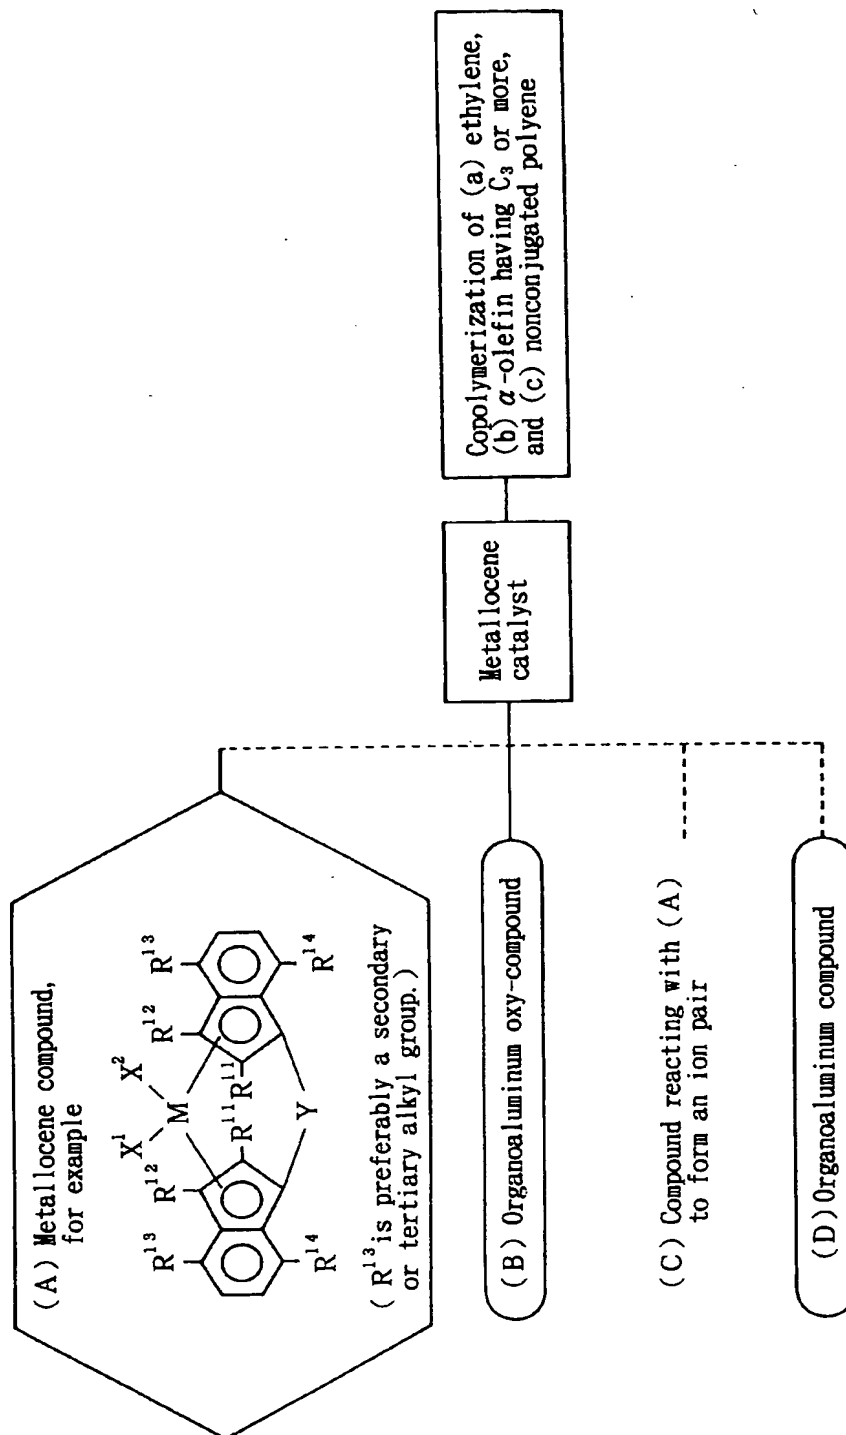 (A) Metallocene compound,
for example
X¹ X²
M
R¹³ R¹² R¹¹ R¹¹ R¹² R¹³
R¹⁴ Y R¹⁴
(R¹³ is preferably a secondary
or tertiary alkyl group.)
(B) Organoaluminum oxy-compound
(C) Compound reacting with (A)
to form an ion pair
(D) Organoaluminum compound
Metallocene
catalyst
Copolymerization of (a) ethylene,
(b) α-olefin having C₃ or more,
and (c) nonconjugated polyene